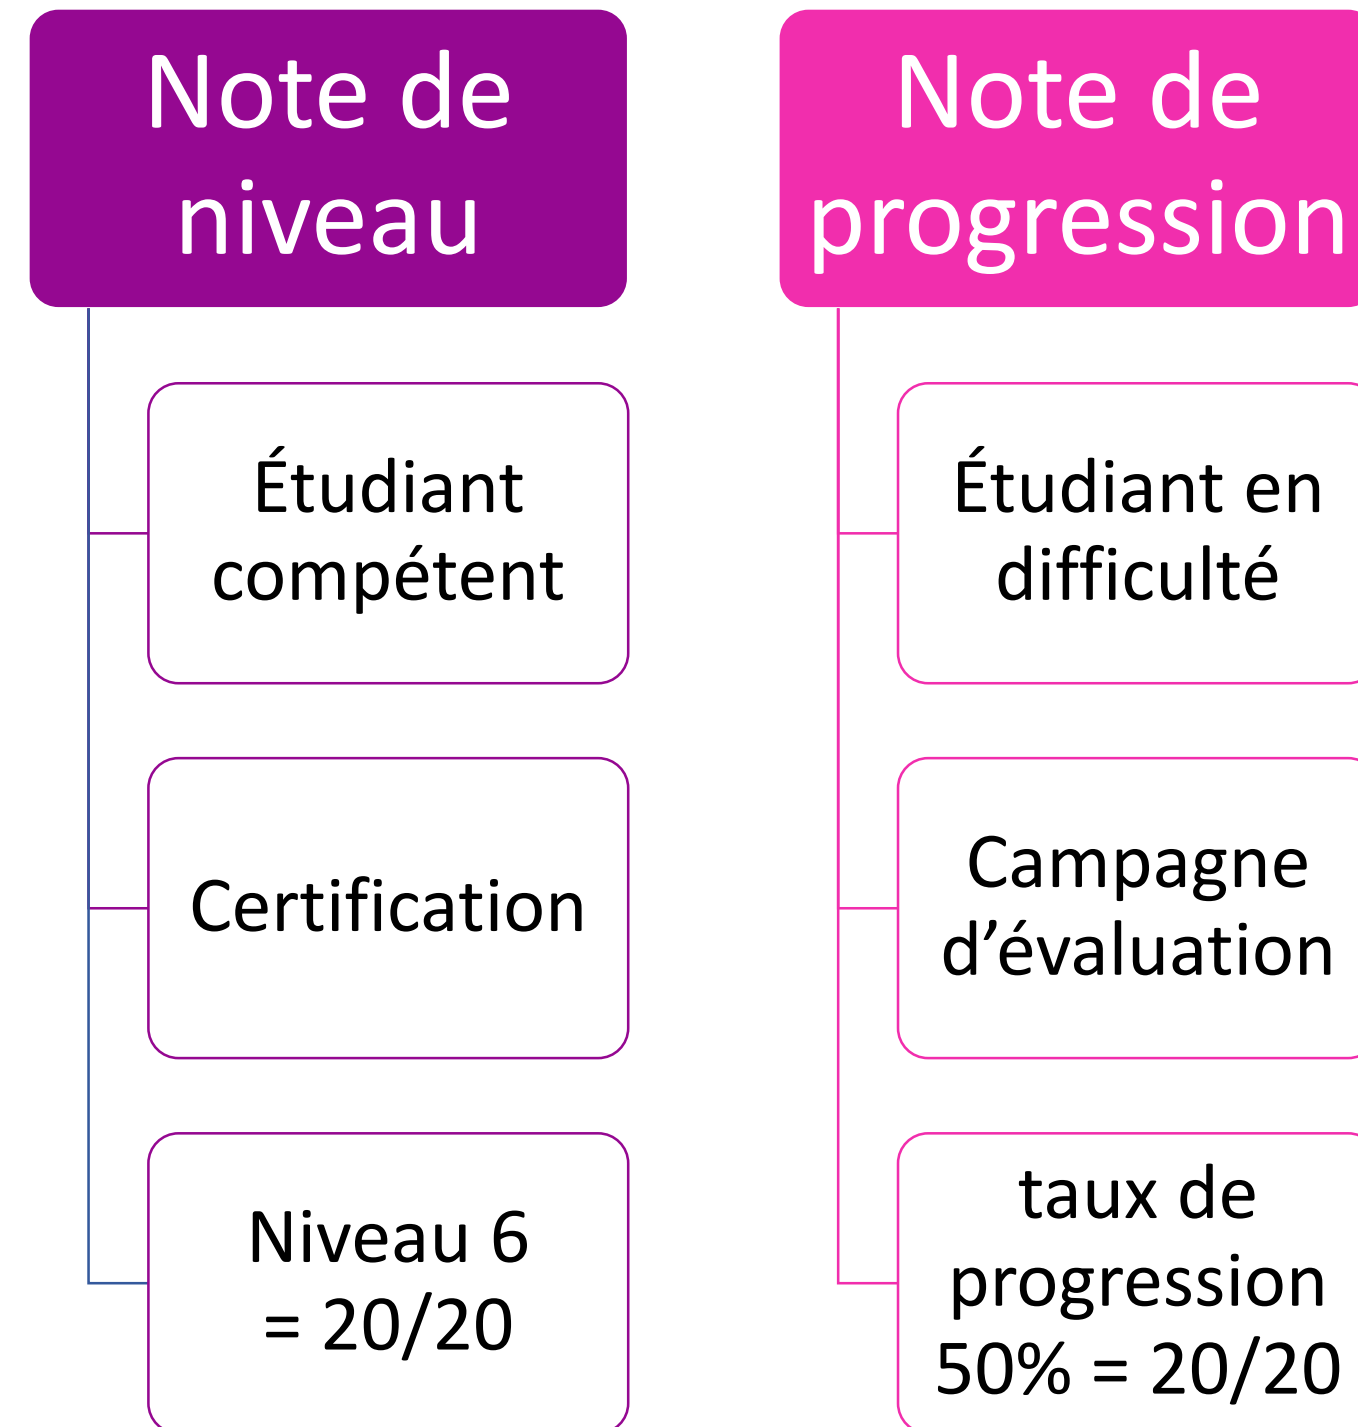 Note de
niveau
Étudiant
compétent
Certification
Niveau 6
= 20/20
Note de
progression
Étudiant en
difficulté
Campagne
d’évaluation
taux de
progression
50% = 20/20